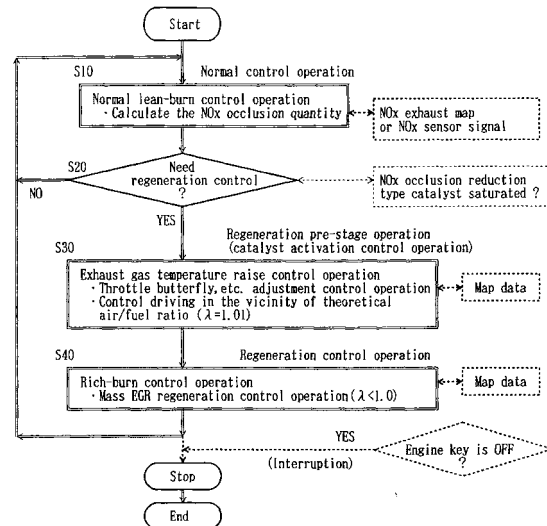 Start
S10
Normal control operation
Normal lean-burn control operation
・Calculate the NOx occlusion quantity
NOx exhaust map
or NOx sensor signal
S20
Need
regeneration control
?
NO
NOx occlusion reduction
type catalyst saturated ?
YES
Regeneration pre-stage operation
(catalyst activation control operation)
S30
Exhaust gas temperature raise control operation
・Throttle butterfly,etc. adjustment control operation
・Control driving in the vicinity of theoretical
air/fuel ratio (λ=1.01)
Map data
S40
Regeneration control operation
Rich-burn control operation
・Mass EGR regeneration control operation(λ<1.0)
Map data
YES
(Interruption)
Engine key is OFF
?
Stop
End